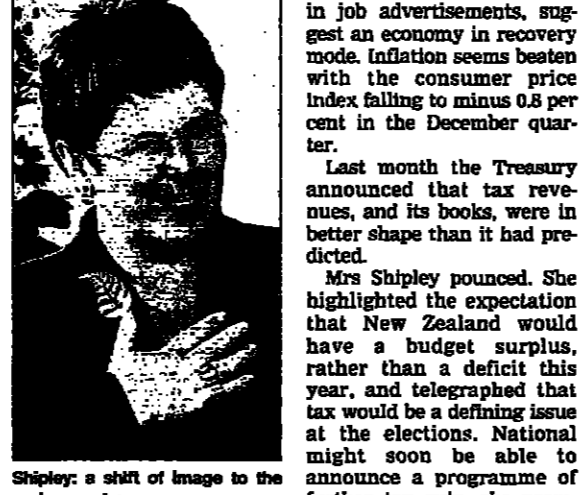 in job advertisements, sug-
gest an economy in recovery
mode. Inflation seems beaten
with the consumer price
index falling to minus 0.8 per
cent in the December quar-
ter.
Last month the Treasury
announced that tax reve-
nues, and its books, were in
better shape than it had pre-
dicted.
Mrs Shipley pounced. She
highlighted the expectation
that New Zealand would
have a budget surplus,
rather than a deficit this
year, and telegraphed that
tax would be a defining issue
at the elections. National
might soon be able to
announce a programme of
Shipley: a shift of image to the